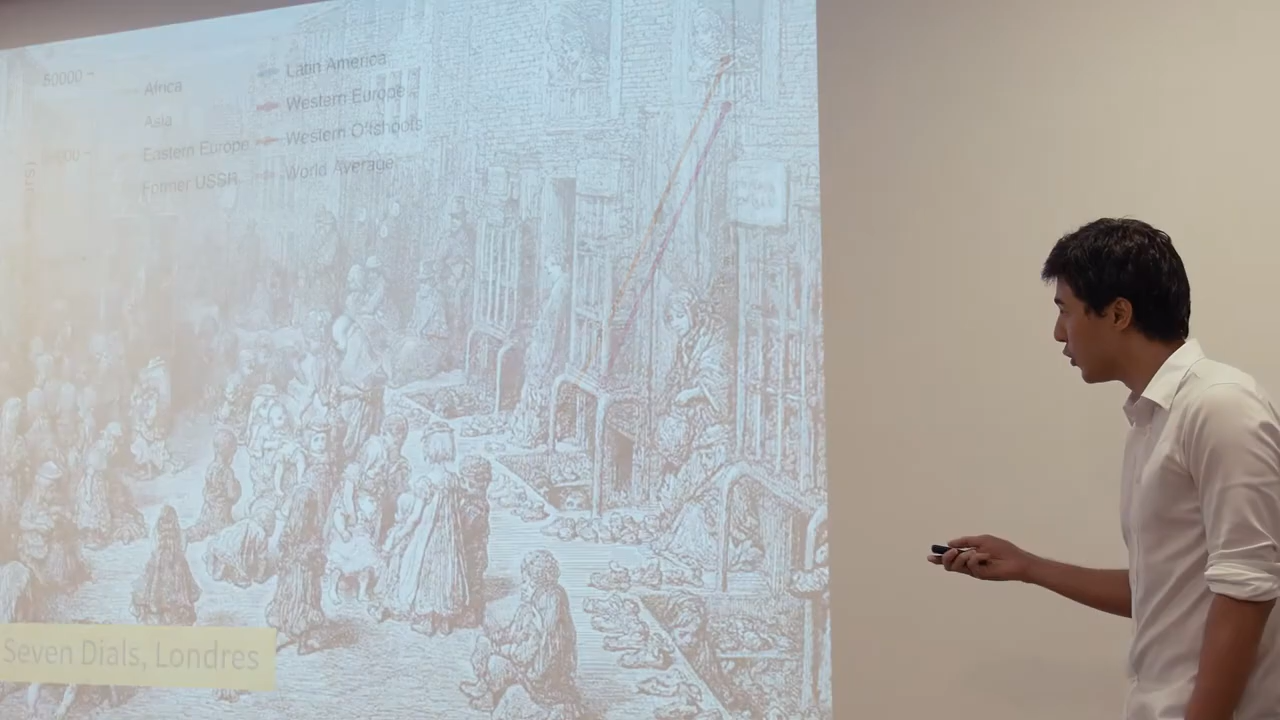 50000
Africa
Asia
Eastern Europe
Former USSR
Latin America
Western Europe
Western Offshoots
World Average
Seven Dials, Londres